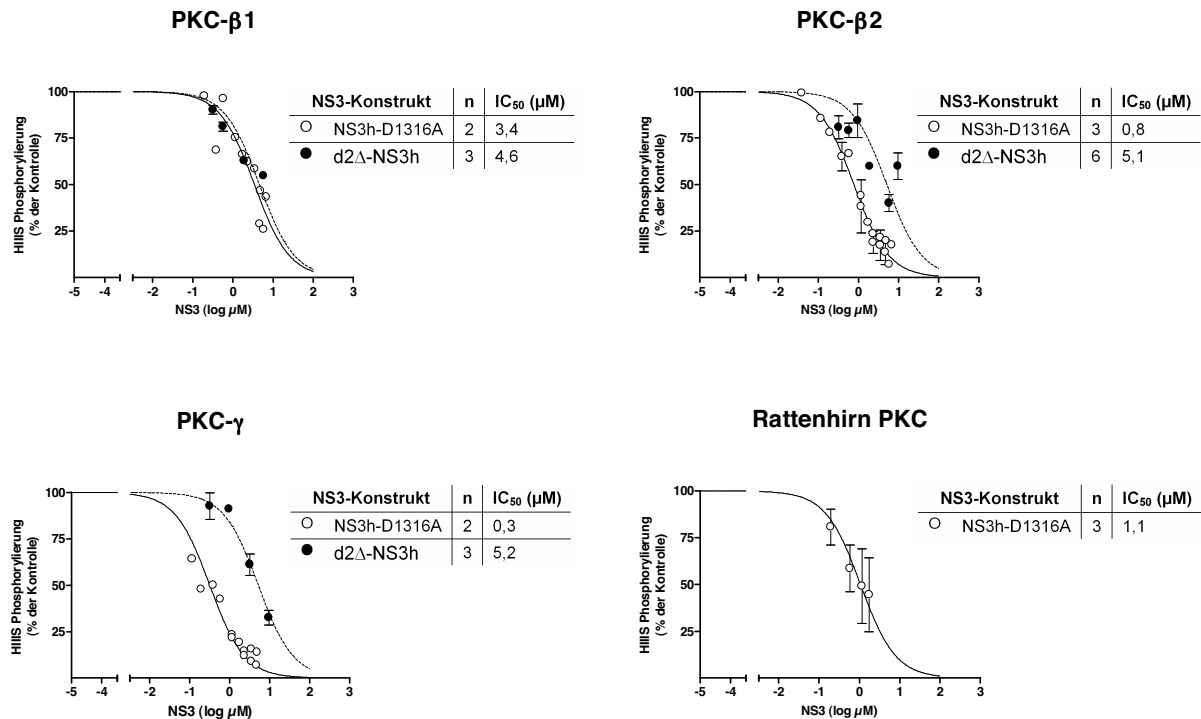 PKC-β1
HIIIS Phosphorylierung
(% der Kontrolle)
100
75
50
25
-5 -4 -2 -1 0 1 2 3
NS3 (log µM)
NS3-Konstrukt n IC50 (µM)
NS3h-D1316A 2 3,4
d2Δ-NS3h 3 4,6
PKC-β2
HIIIS Phosphorylierung
(% der Kontrolle)
100
75
50
25
-5 -4 -2 -1 0 1 2 3
NS3 (log µM)
NS3-Konstrukt n IC50 (µM)
NS3h-D1316A 3 0,8
d2Δ-NS3h 6 5,1
PKC-γ
HIIIS Phosphorylierung
(% der Kontrolle)
100
75
50
25
-5 -4 -2 -1 0 1 2 3
NS3 (log µM)
NS3-Konstrukt n IC50 (µM)
NS3h-D1316A 2 0,3
d2Δ-NS3h 3 5,2
Rattenhirn PKC
HIIIS Phosphorylierung
(% der Kontrolle)
100
75
50
25
-5 -4 -2 -1 0 1 2 3
NS3 (log µM)
NS3-Konstrukt n IC50 (µM)
NS3h-D1316A 3 1,1